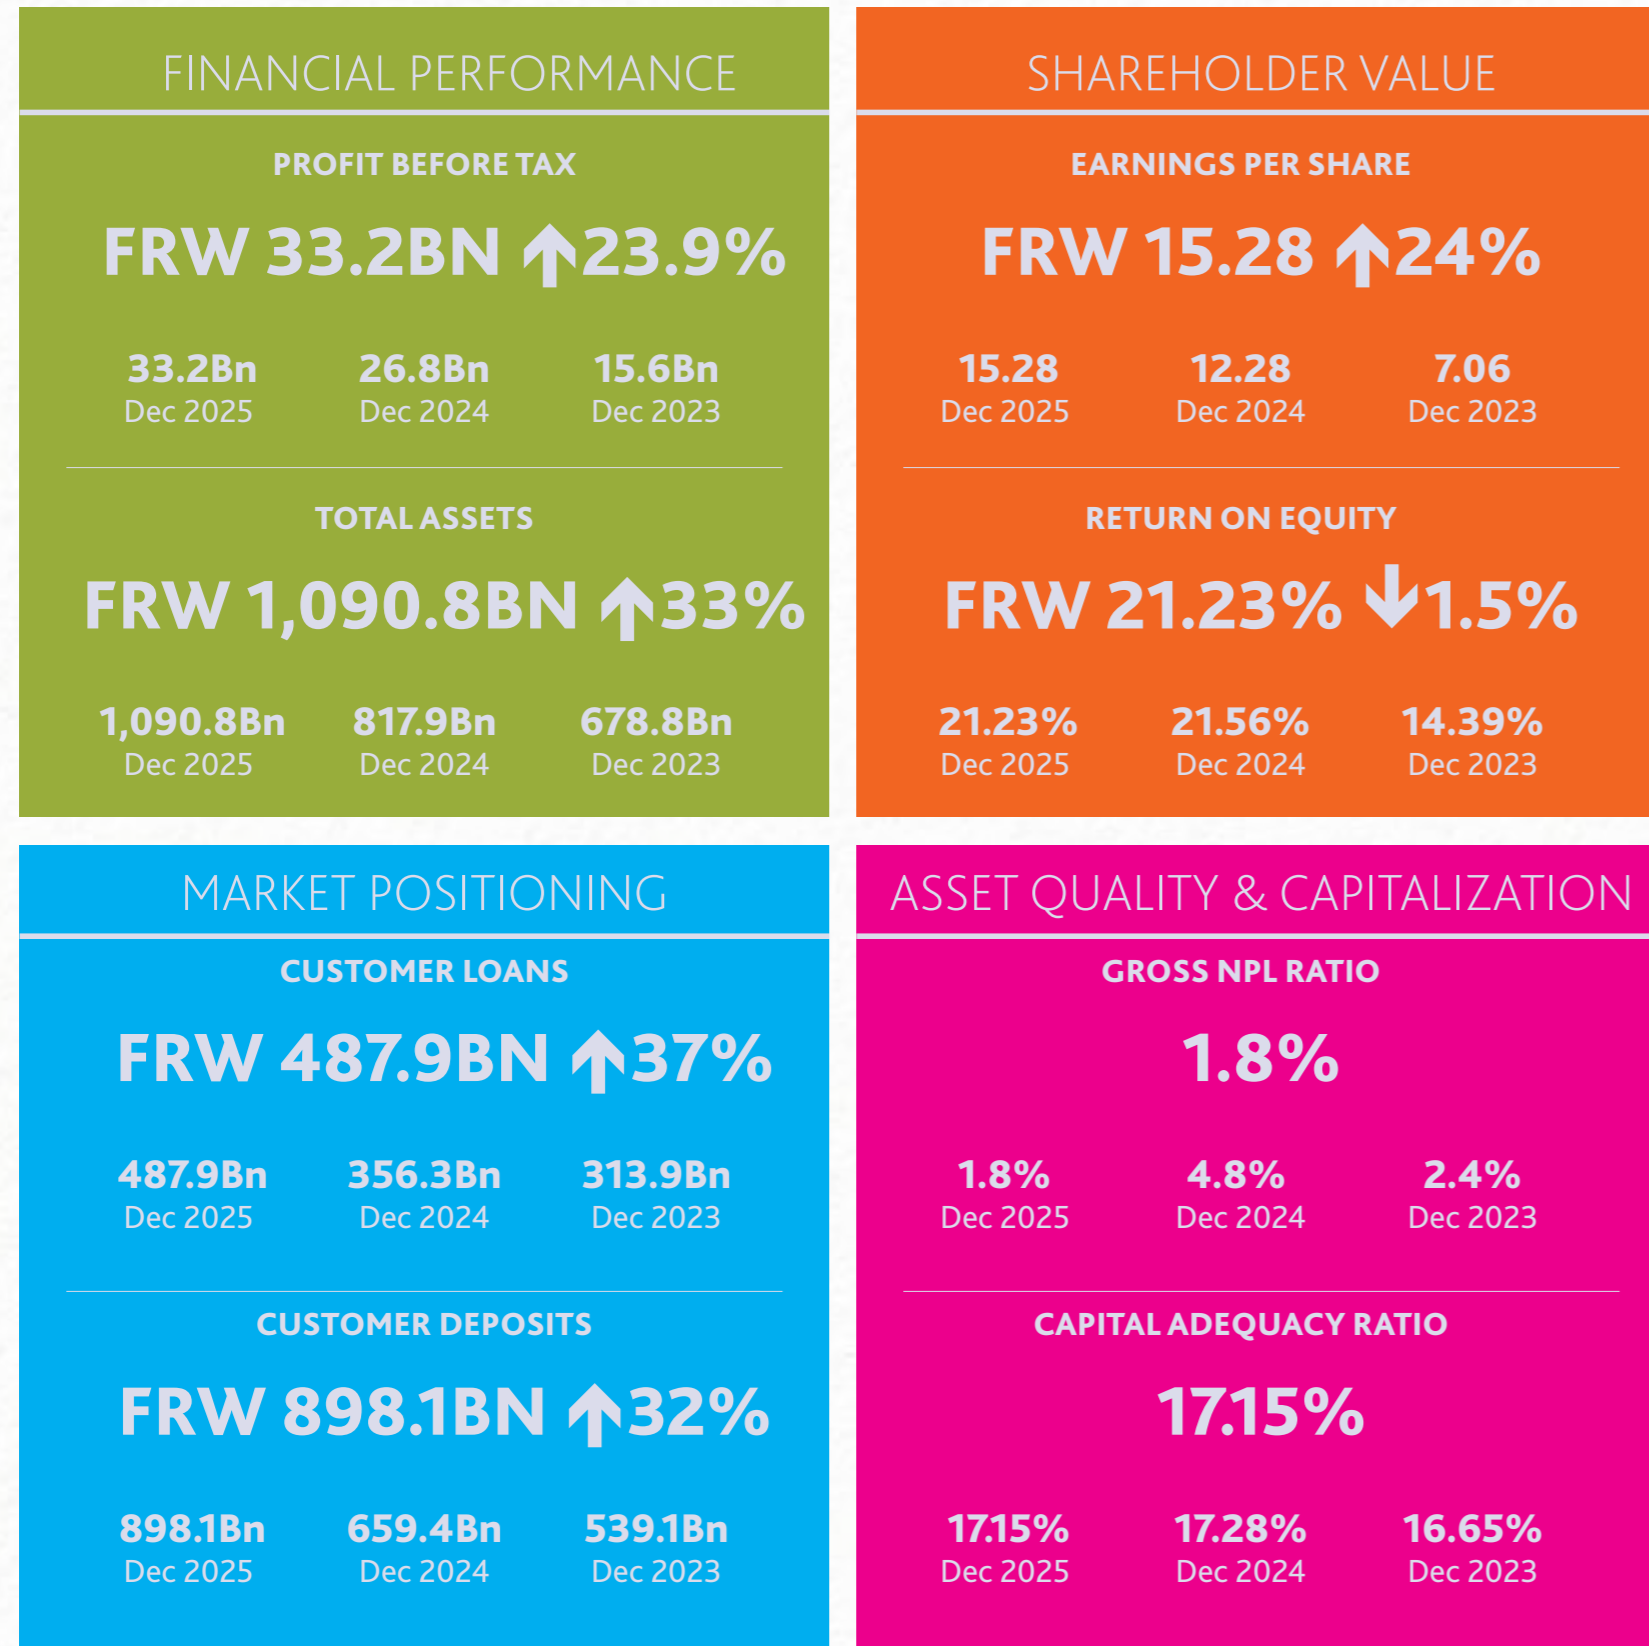 FINANCIAL PERFORMANCE
PROFIT BEFORE TAX
FRW 33.2BN ↑23.9%
33.2Bn 26.8Bn 15.6Bn
Dec 2025 Dec 2024 Dec 2023
TOTAL ASSETS
FRW 1,090.8BN ↑33%
1,090.8Bn 817.9Bn 678.8Bn
Dec 2025 Dec 2024 Dec 2023
SHAREHOLDER VALUE
EARNINGS PER SHARE
FRW 15.28 ↑24%
15.28 12.28 7.06
Dec 2025 Dec 2024 Dec 2023
RETURN ON EQUITY
FRW 21.23% ↓1.5%
21.23% 21.56% 14.39%
Dec 2025 Dec 2024 Dec 2023
MARKET POSITIONING
CUSTOMER LOANS
FRW 487.9BN ↑37%
487.9Bn 356.3Bn 313.9Bn
Dec 2025 Dec 2024 Dec 2023
CUSTOMER DEPOSITS
FRW 898.1BN ↑32%
898.1Bn 659.4Bn 539.1Bn
Dec 2025 Dec 2024 Dec 2023
ASSET QUALITY & CAPITALIZATION
GROSS NPL RATIO
1.8%
1.8% 4.8% 2.4%
Dec 2025 Dec 2024 Dec 2023
CAPITAL ADEQUACY RATIO
17.15%
17.15% 17.28% 16.65%
Dec 2025 Dec 2024 Dec 2023